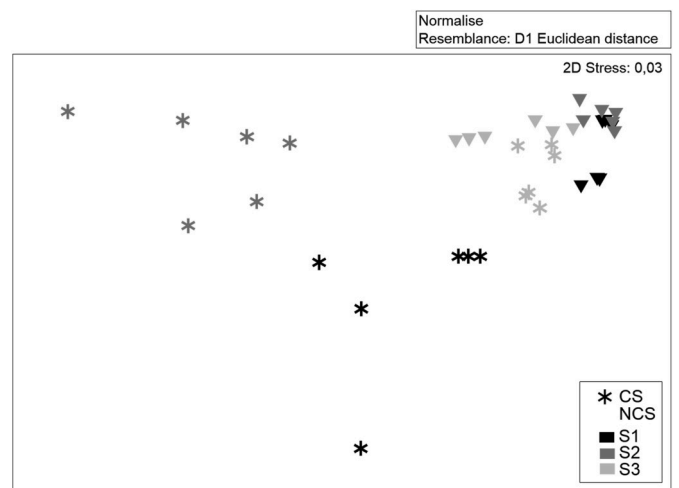 Normalise
Resemblance: D1 Euclidean distance
2D Stress: 0,03
CS
NCS
S1
S2
S3